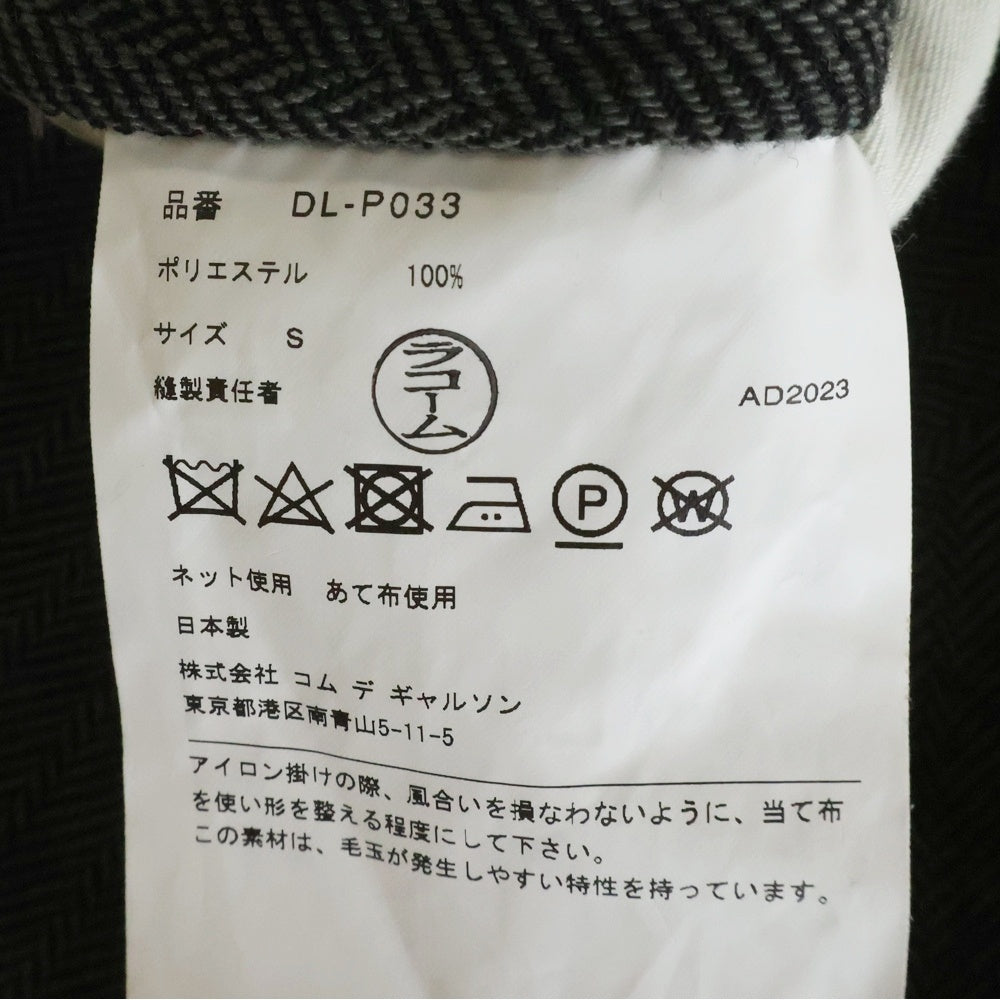 品番 DL-P033
ポリエステル 100%
サイズ S
縫製責任者 ラコーム AD2023
P W
ネット使用 あて布使用
日本製
株式会社 コム デ ギャルソン
東京都港区南青山5-11-5
アイロン掛けの際、風合いを損なわないように、当て布
を使い形を整える程度にして下さい。
この素材は、毛玉が発生しやすい特性を持っています。